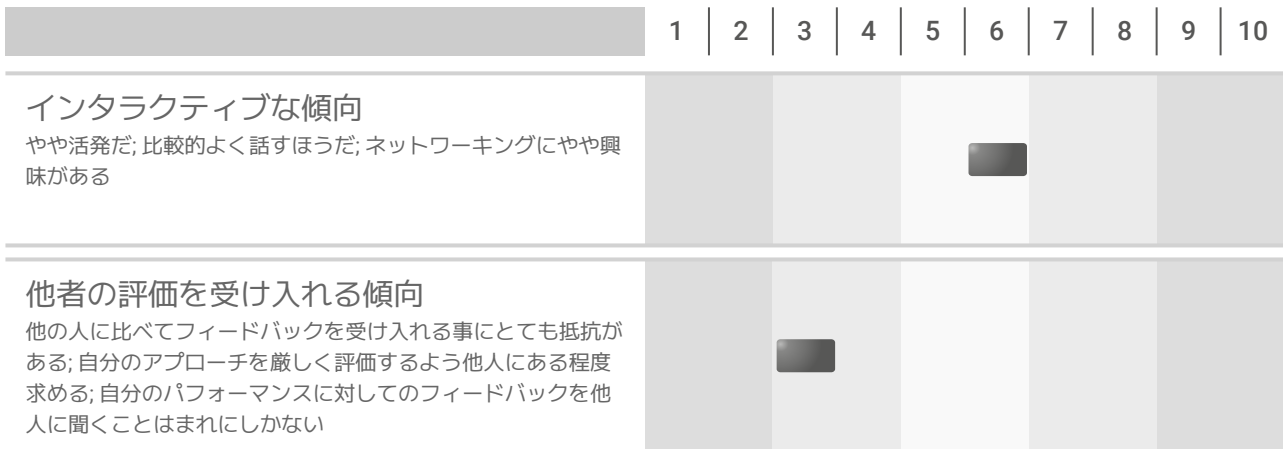 1 2 3 4 5 6 7 8 9 10
インタラクティブな傾向
やや活発だ; 比較的よく話すほうだ; ネットワーキングにやや興
味がある
他者の評価を受け入れる傾向
他の人に比べてフィードバックを受け入れる事にとても抵抗が
ある; 自分のアプローチを厳しく評価するよう他人にある程度
求める; 自分のパフォーマンスに対してのフィードバックを他
人に聞くことはまれにしかない